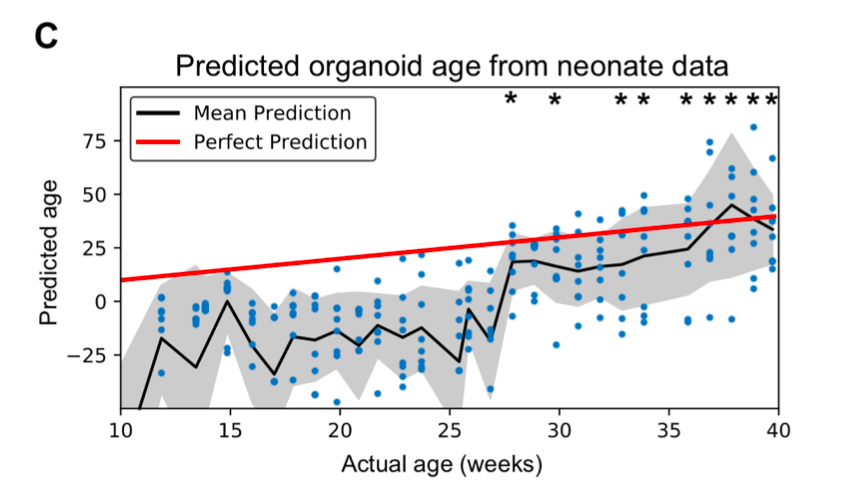 C
Predicted organoid age from neonate data
* * * * * * * * *
Mean Prediction
Perfect Prediction
75
50
25
0
−25
Predicted age
10 15 20 25 30 35 40
Actual age (weeks)